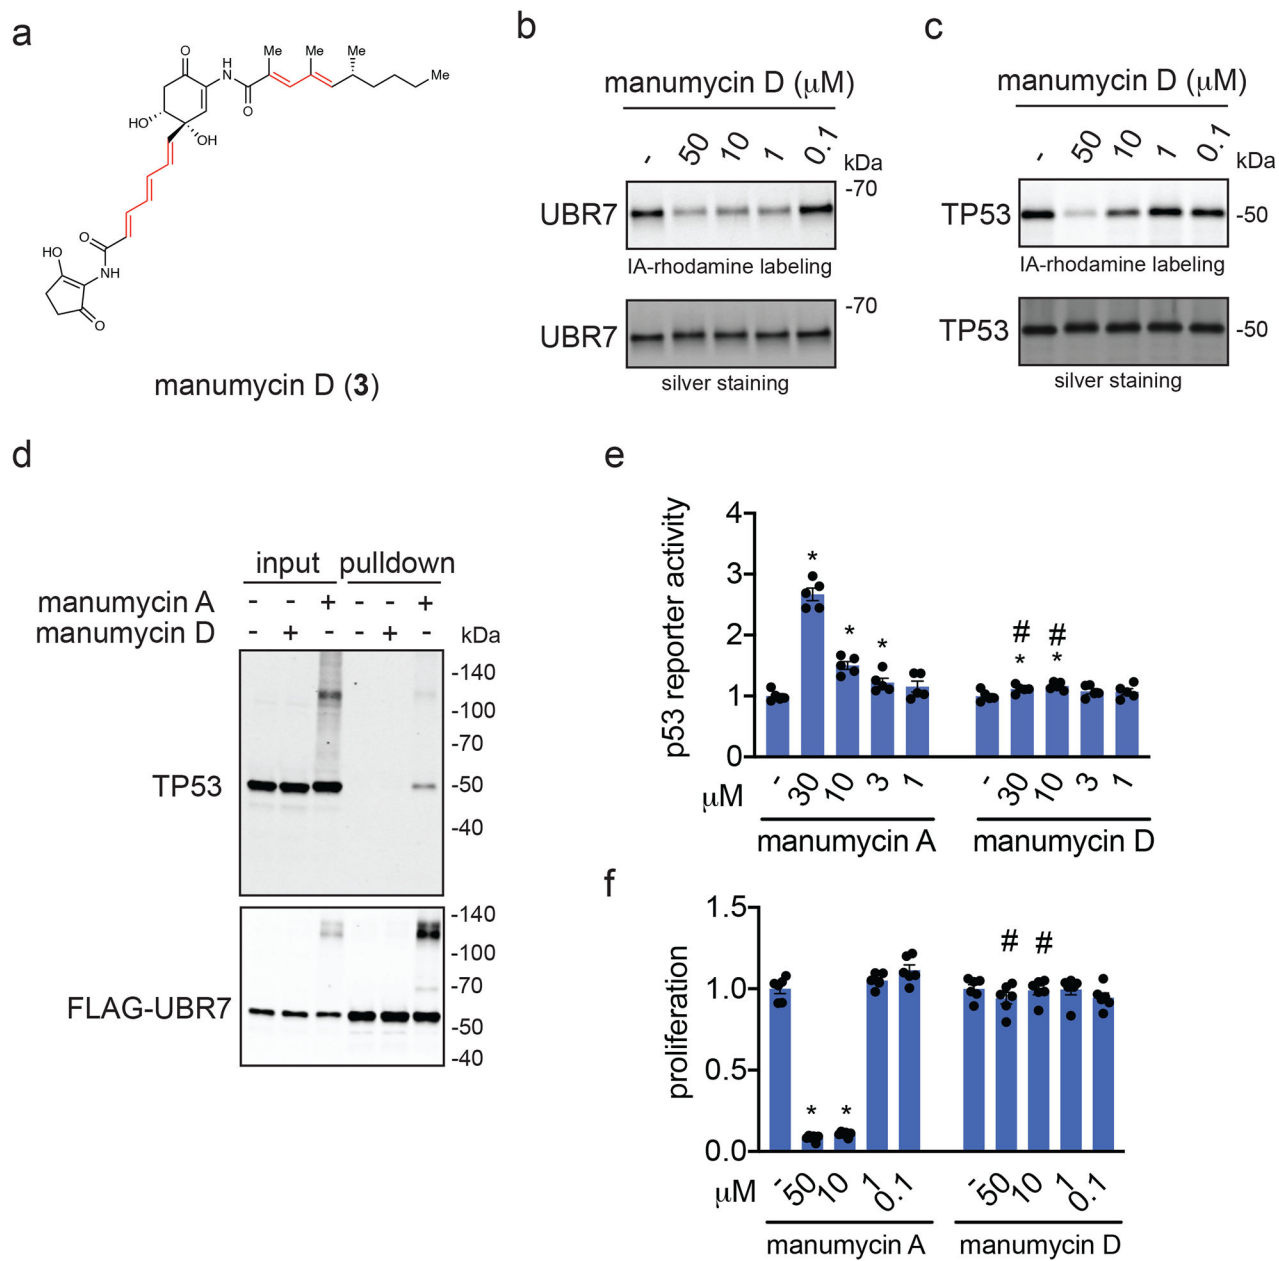 a
O
H
N
Me
Me
Me
Me
O
HO
OH
O
HO
NH
O
manumycin D (3)
b
manumycin D (μM)
- 50 10 1 0.1
kDa
-70
UBR7
IA-rhodamine labeling
-70
UBR7
silver staining
c
manumycin D (μM)
- 50 10 1 0.1
kDa
TP53
-50
IA-rhodamine labeling
TP53
-50
silver staining
d
input pulldown
manumycin A - - + - - +
manumycin D - + - - + -
kDa
-140
-100
-70
TP53
-50
-40
-140
-100
-70
FLAG-UBR7
-50
-40
e
p53 reporter activity
4
3
2
1
0
*
*
*
# #
* *
μM
- 30 10 3 1
- 30 10 3 1
manumycin A
manumycin D
f
proliferation
1.5
1.0
0.5
0.0
* *
# #
μM
- 50 10 1 0.1
- 50 10 1 0.1
manumycin A
manumycin D